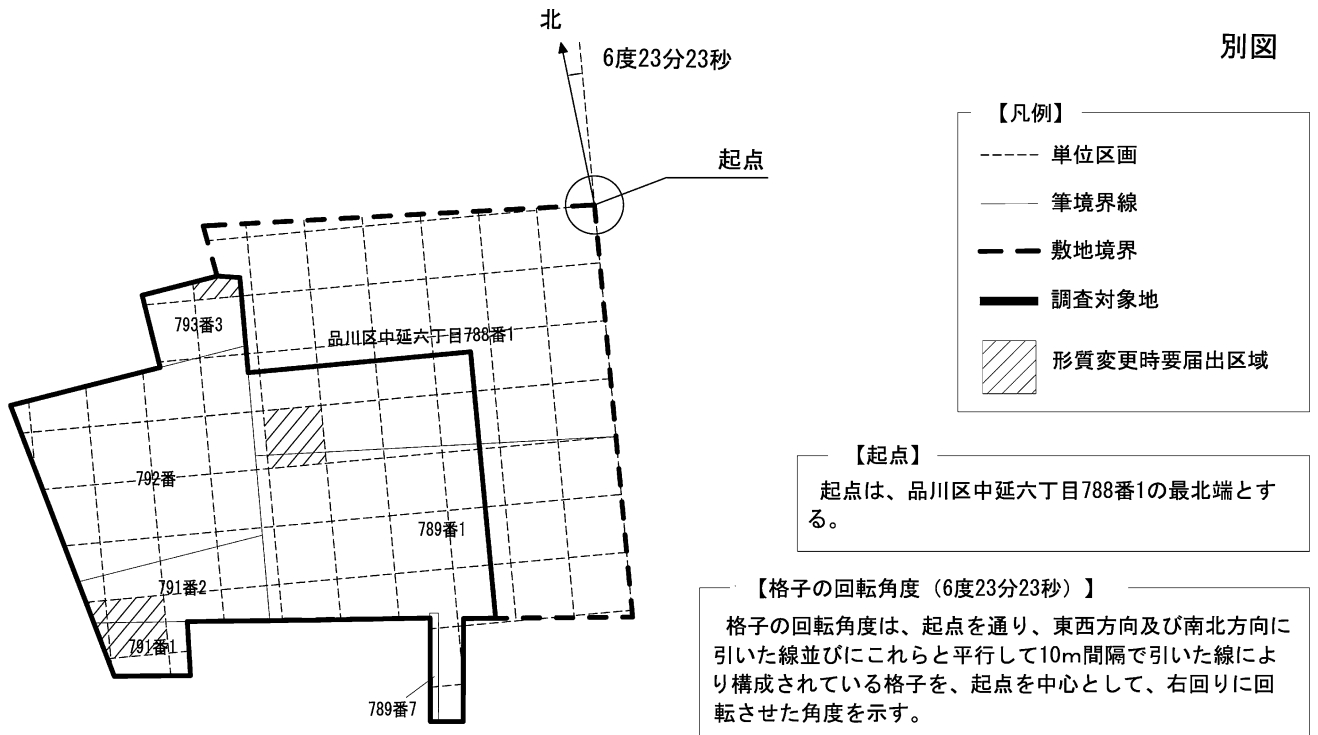 北
6度23分23秒
別図
起点
【凡例】
単位区画
筆境界線
敷地境界
調査対象地
形質変更時要届出区域
793番3
品川区中延六丁目788番1
792番
789番1
791番2
791番1
789番7
【起点】
起点は、品川区中延六丁目788番1の最北端とす
る。
【格子の回転角度（6度23分23秒）】
格子の回転角度は、起点を通り、東西方向及び南北方向に
引いた線並びにこれらと平行して10m間隔で引いた線によ
り構成されている格子を、起点を中心として、右回りに回
転させた角度を示す。